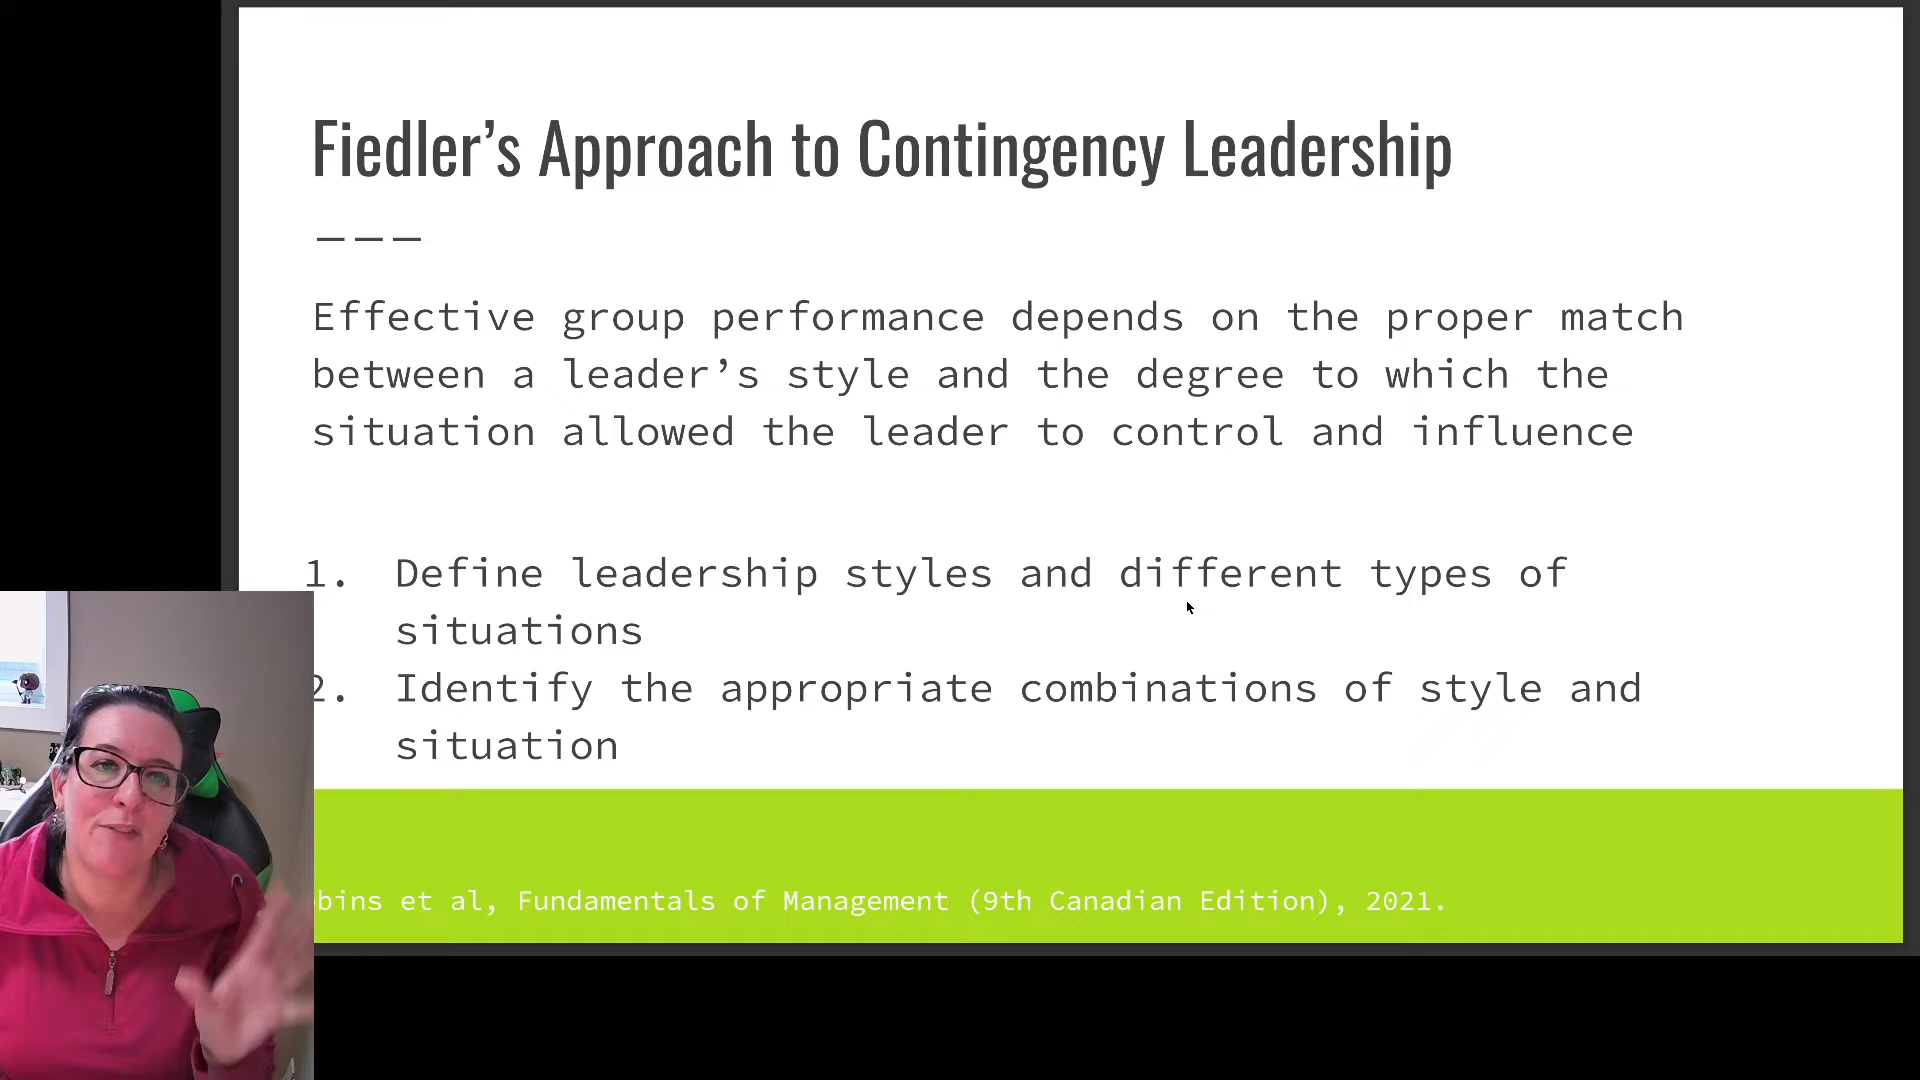 Fiedler’s Approach to Contingency Leadership
Effective group performance depends on the proper match
between a leader’s style and the degree to which the
situation allowed the leader to control and influence
1. Define leadership styles and different types of
situations
2. Identify the appropriate combinations of style and
situation
et al, Fundamentals of Management (9th Canadian Edition), 2021.